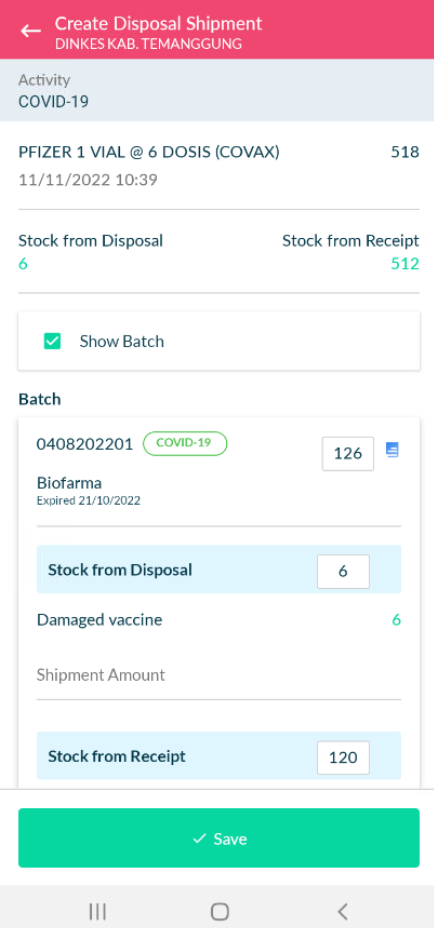 Create Disposal Shipment
DINKES KAB. TEMANGGUNG
Activity
COVID-19
PFIZER 1 VIAL @ 6 DOSIS (COVAX) 518
11/11/2022 10:39
Stock from Disposal Stock from Receipt
6 512
Show Batch
Batch
0408202201 COVID-19 126
Biofarma
Expired 21/10/2022
Stock from Disposal 6
Damaged vaccine 6
Shipment Amount
Stock from Receipt 120
Save